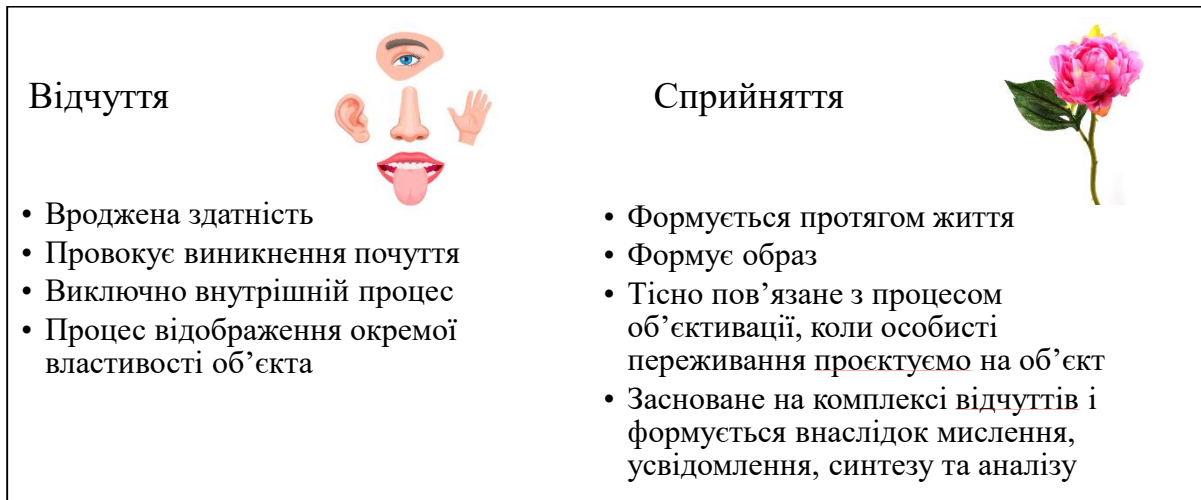 Відчуття
• Вроджена здатність
• Провокує виникнення почуття
• Виключно внутрішній процес
• Процес відображення окремої
властивості об’єкта
Сприйняття
• Формується протягом життя
• Формує образ
• Тісно пов’язане з процесом
об’єктивації, коли особисті
переживання проєктуємо на об’єкт
• Засноване на комплексі відчуттів і
формується внаслідок мислення,
усвідомлення, синтезу та аналізу